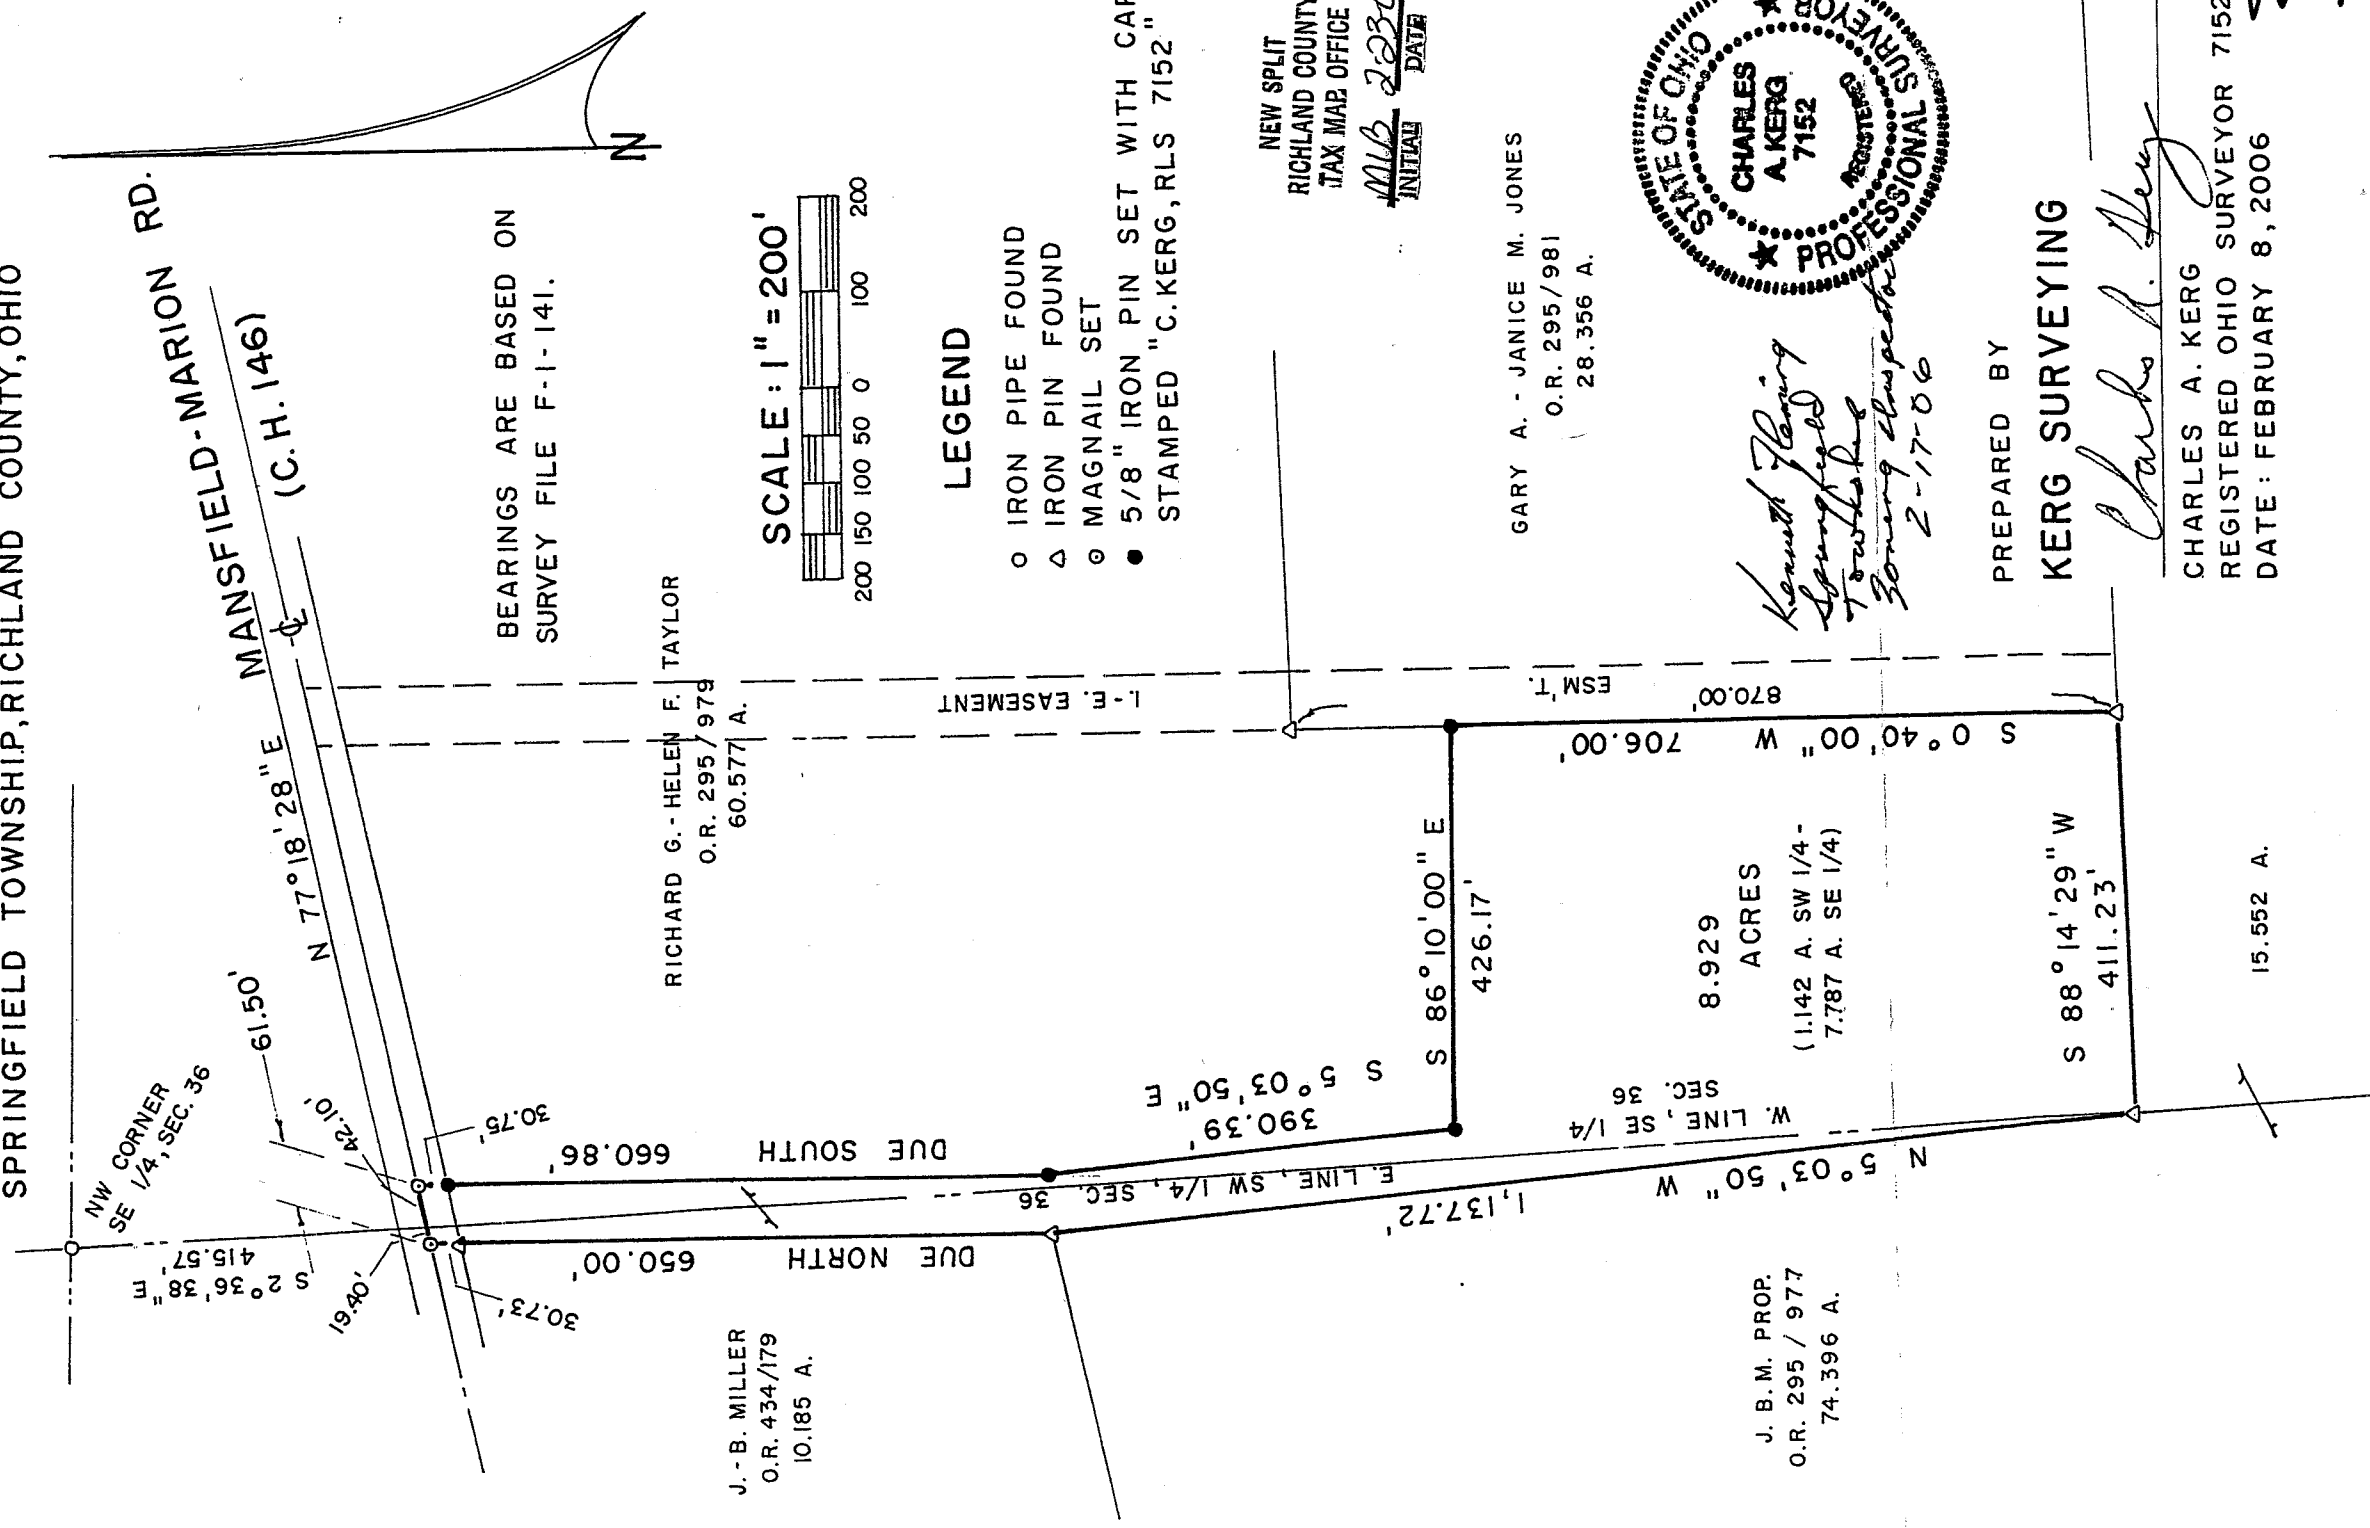 SPRINGFIELD TOWNSHIP, RICHLAND COUNTY, OHIO
NW CORNER
SE 1/4, SEC. 36
S 2° 36' 38" E
415.57'
61.50'
42.10'
19.40'
30.75'
30.73'
N 77° 18' 28" E
MANSFIELD-MARION RD.
(C.H. 146)
N
BEARINGS ARE BASED ON
SURVEY FILE F-1-141.
SCALE : 1" = 200'
200 150 100 50 0 100 200
LEGEND
IRON PIPE FOUND
IRON PIN FOUND
MAGNAIL SET
5/8" IRON PIN SET WITH CAP
STAMPED "C. KERG, RLS 7152"
RICHARD G. - HELEN F. TAYLOR
O.R. 295/979
60.577 A.
J. - B. MILLER
O.R. 434/179
10.185 A.
DUE NORTH 650.00'
DUE SOUTH 660.86'
S 5° 03' 50" E
390.39'
E. LINE, SW 1/4, SEC. 36
W. LINE, SE 1/4
SEC. 36
N 5° 03' 50" W
1,137.72'
S 86° 10' 00" E
426.17'
I.-E. EASEMENT
ESM'T.
870.00'
S 0° 40' 00" W 706.00'
8.929
ACRES
(1.142 A. SW 1/4 -
7.787 A. SE 1/4)
S 88° 14' 29" W
411.23'
15.552 A.
J. B. M. PROP.
O.R. 295 / 977
74.396 A.
GARY A. - JANICE M. JONES
O.R. 295/981
28.356 A.
NEW SPLIT
RICHLAND COUNTY
TAX MAP OFFICE
INITIAL DATE
STATE OF OHIO
CHARLES
A. KERG
7152
REGISTERED
PROFESSIONAL SURVEYOR
Kenneth Fleming
Springfield
Township
Zoning Inspector
2-17-06
PREPARED BY
KERG SURVEYING
Charles A. Kerg
CHARLES A. KERG
REGISTERED OHIO SURVEYOR 7152
DATE : FEBRUARY 8, 2006